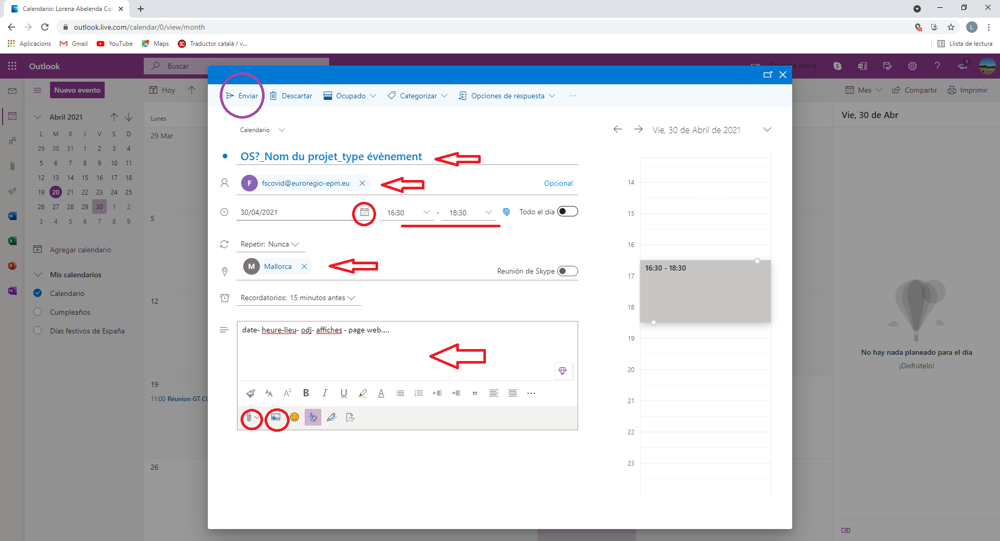 Calendario: Lorena Abelenda Cas
outlook.live.com/calendar/0/view/month
L
Aplicacions Gmail YouTube Maps SC Traductor català / v... Llista de lectura
Outlook Buscar Reunirse ahora 1
Nuevo evento Hoy Mes Compartir Imprimir
Enviar Descartar Ocupado Categorizar Opciones de respuesta ...
Abril 2021
L M X J V S D
29 30 31 1 2 3 4
5 6 7 8 9 10 11
12 13 14 15 16 17 18
19 20 21 22 23 24 25
26 27 28 29 30 1 2
3 4 5 6 7 8 9
Agregar calendario
Mis calendarios
Calendario
Cumpleaños
Días festivos de España
Lunes
29 Mar
5
12
19
11:00 Réunion GT CC
26
Calendario
OS?_Nom du projet_type évènement
F fscovid@euroregio-epm.eu Opcional
30/04/2021 16:30 - 18:30 Todo el día
Repetir: Nunca
M Mallorca Reunión de Skype
Recordatorios: 15 minutos antes
date- heure-lieu- odj- affiches - page web....
Vie, 30 de Abril de 2021
14
15
16
16:30 - 18:30
17
18
19
20
21
22
23
Vie, 30 de Abr
No hay nada planeado para el día
¡Disfrútelo!